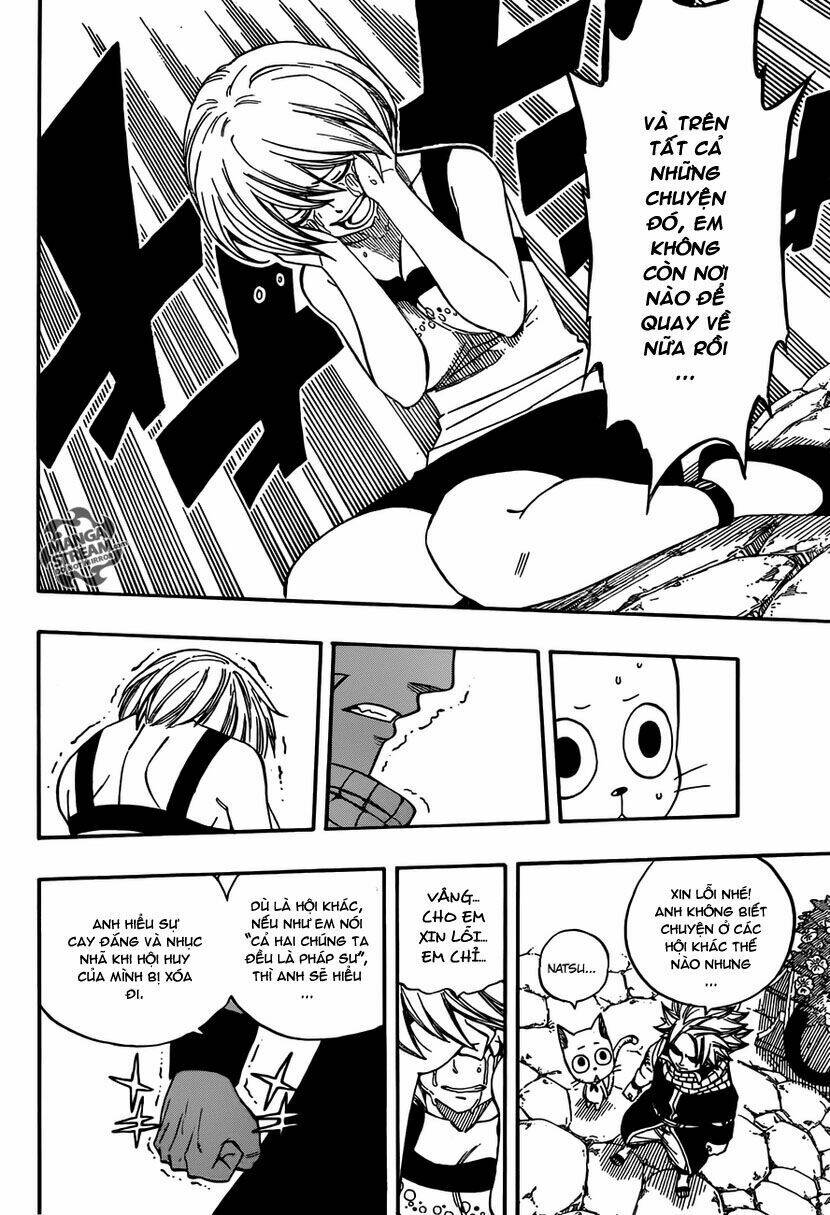 VÀ TRÊN
TẤT CẢ
NHỮNG
CHUYỆN
ĐÓ, EM
KHÔNG
CÒN NƠI
NÀO ĐỂ
QUAY VỀ
NỮA RỒI
...
MANGA
STREAM
XIN LỖI NHÉ!
ANH KHÔNG BIẾT
CHUYỆN Ở CÁC
HỘI KHÁC THẾ
NÀO NHƯNG
...
NATSU...
VÂNG...
CHO EM
XIN LỖI...
EM CHỈ...
DÙ LÀ HỘI KHÁC,
NẾU NHƯ EM NÓI
"CẢ HAI CHÚNG TA
ĐỀU LÀ PHÁP SƯ",
THÌ ANH SẼ HIỂU
...
ANH HIỂU SỰ
CAY ĐẮNG VÀ NHỤC
NHÃ KHI HỘI HUY
CỦA MÌNH BỊ XÓA
ĐI.